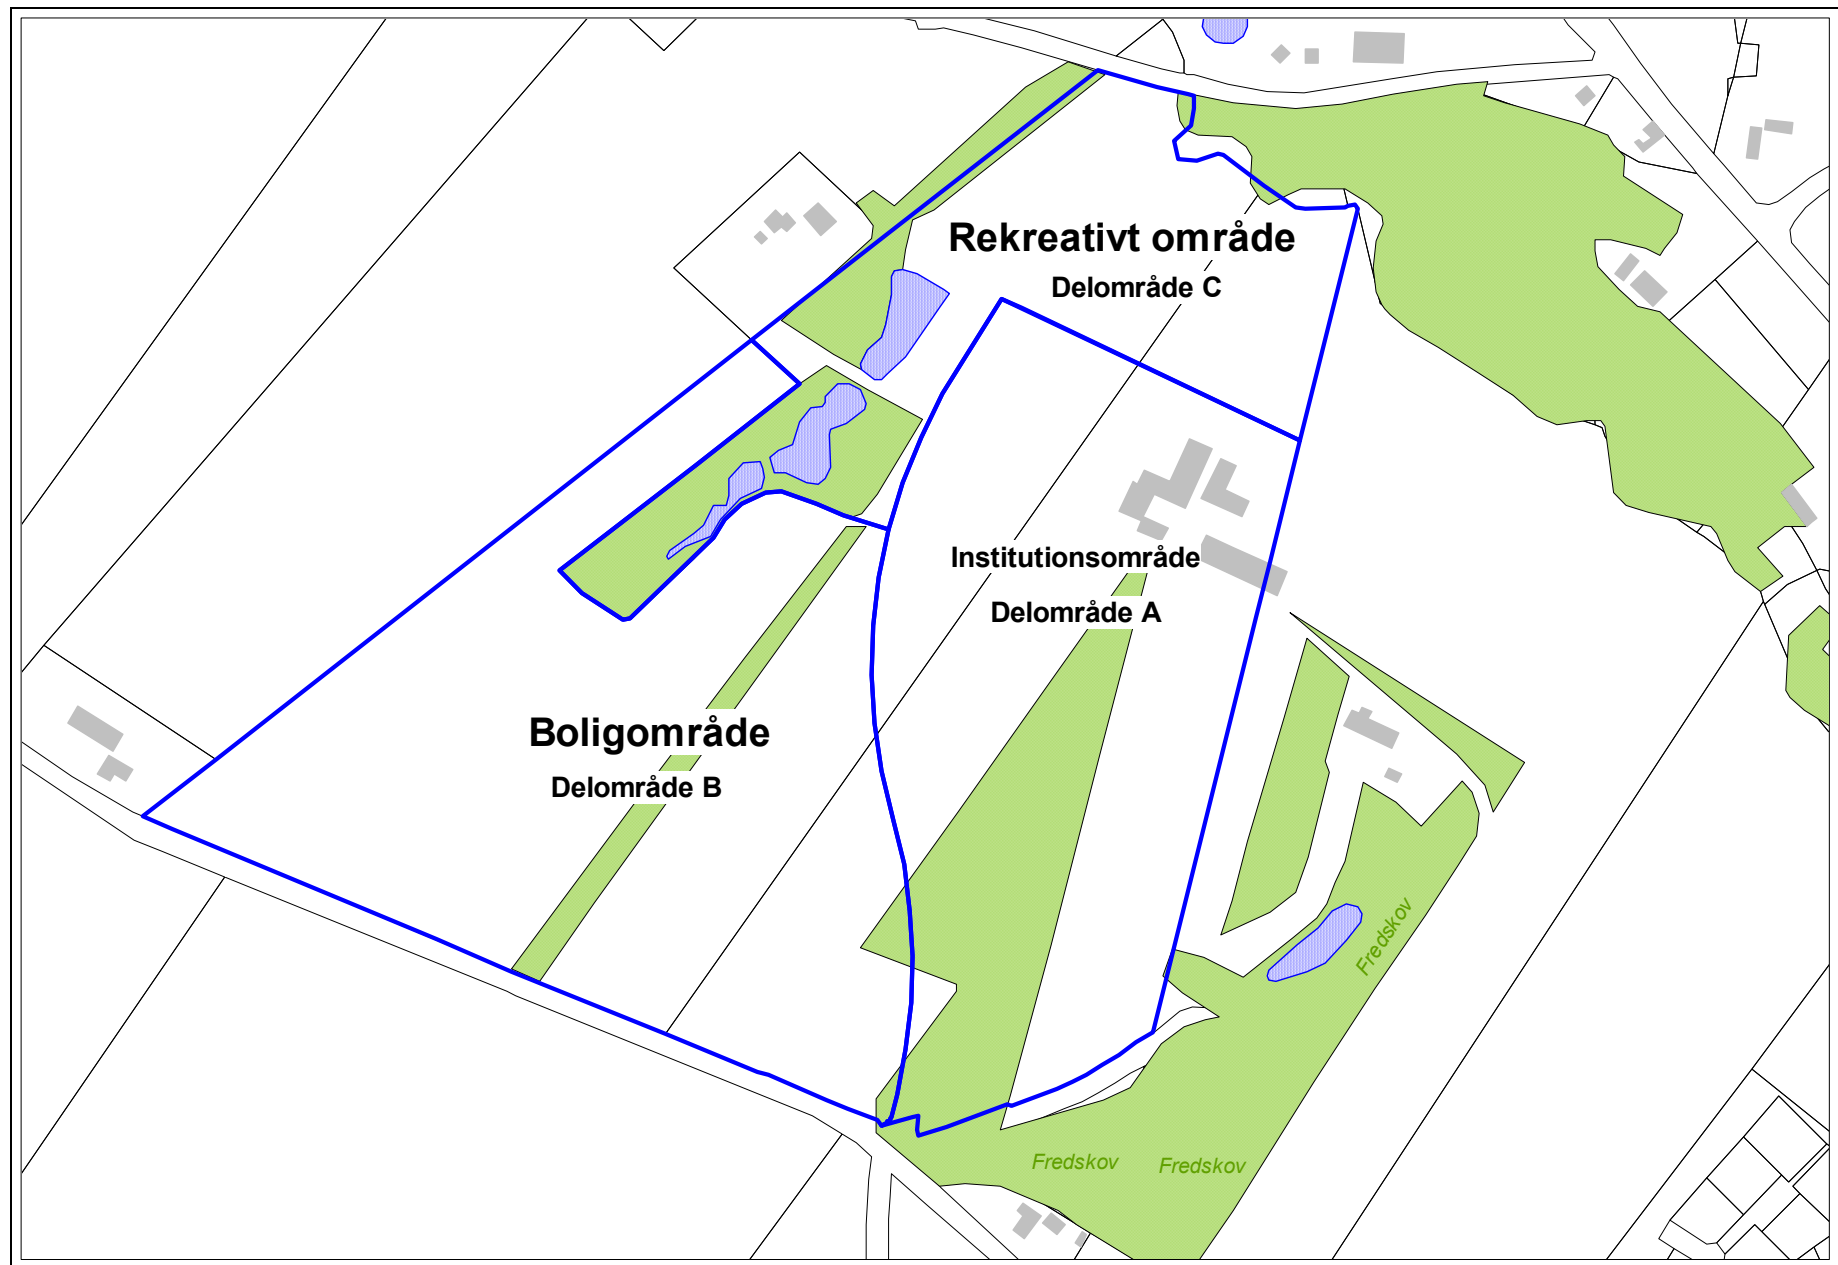 Rekreativt område
Delområde C
Institutionsområde
Delområde A
Boligområde
Delområde B
Fredskov
Fredskov
Fredskov